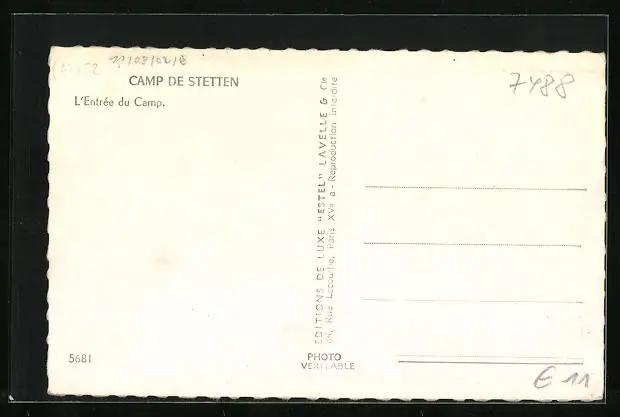 CAMP DE STETTEN
L'Entrée du Camp.
7488
EDITIONS DE LUXE "ESTEL" LAVELLE & Cie
Rue Lecourbe, Paris XVe - Reproduction interdite
5681
PHOTO
VERITABLE
E 11